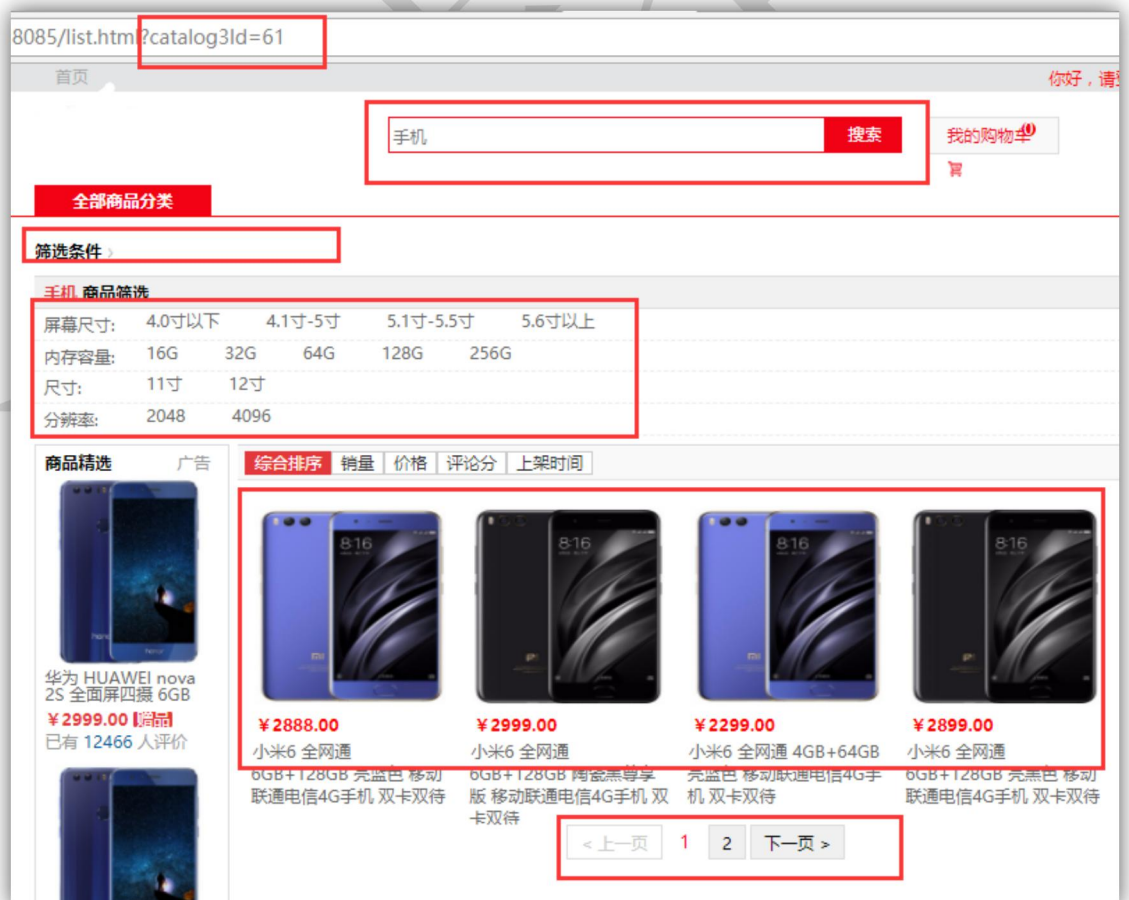 8085/list.html?catalog3Id=61
首页
你好，请
手机
搜索
我的购物车
0
全部商品分类
筛选条件 >
手机 商品筛选
屏幕尺寸: 4.0寸以下 4.1寸-5寸 5.1寸-5.5寸 5.6寸以上
内存容量: 16G 32G 64G 128G 256G
尺寸: 11寸 12寸
分辨率: 2048 4096
商品精选 广告
综合排序 销量 价格 评论分 上架时间
华为 HUAWEI nova
2S 全面屏四摄 6GB
￥2999.00 赠品
已有 12466 人评价
8:16
8:16
8:16
8:16
￥2888.00
小米6 全网通
6GB+128GB 亮蓝色 移动
联通电信4G手机 双卡双待
￥2999.00
小米6 全网通
6GB+128GB 陶瓷黑尊享
版 移动联通电信4G手机 双
卡双待
￥2299.00
小米6 全网通 4GB+64GB
亮蓝色 移动联通电信4G手
机 双卡双待
￥2899.00
小米6 全网通
6GB+128GB 亮黑色 移动
联通电信4G手机 双卡双待
<上一页 1 2 下一页 >